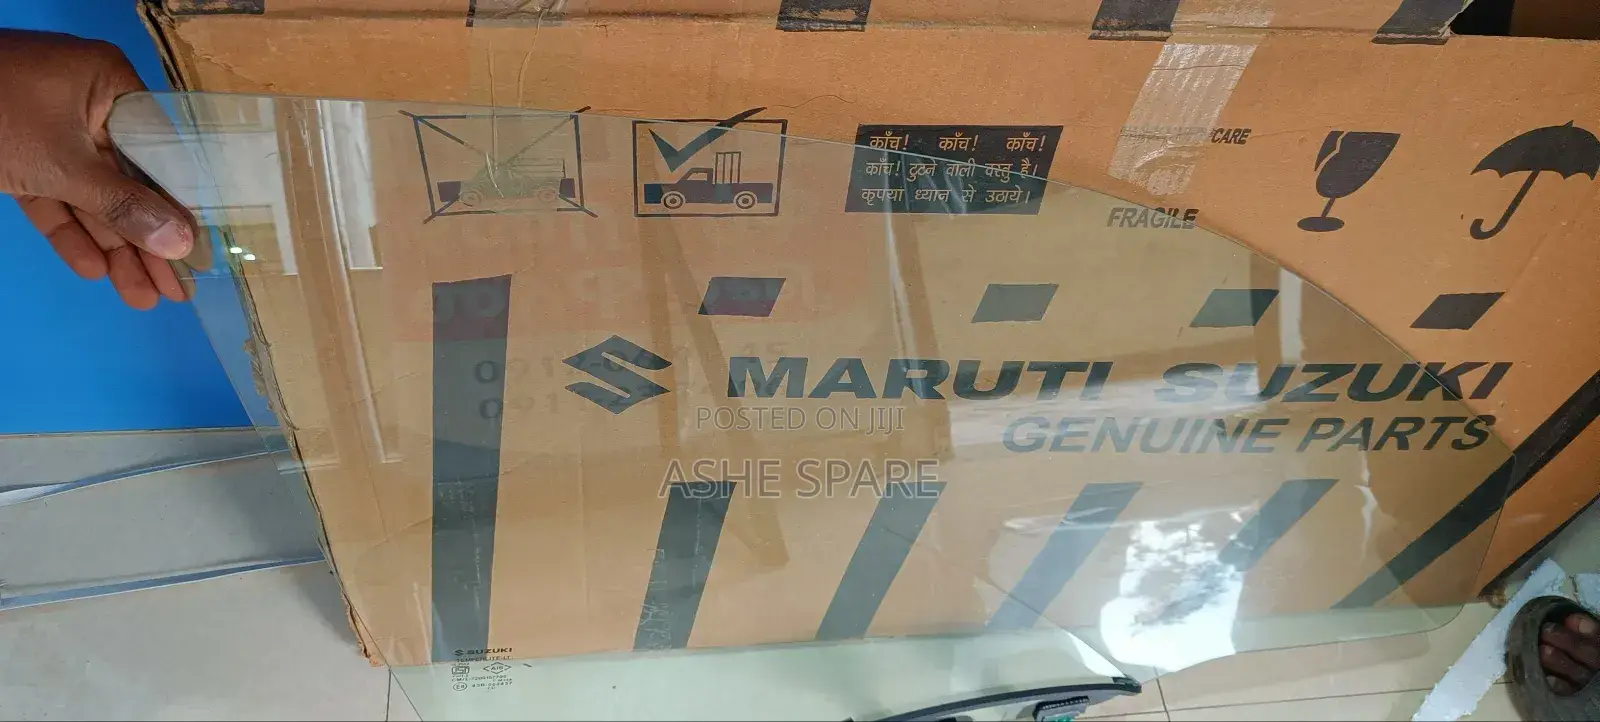 काँच! काँच! काँच!
काँच! टुटने वाली वस्तु है।
कृपया ध्यान से उठाये।
CARE
FRAGILE
MARUTI SUZUKI
GENUINE PARTS
POSTED ON JIJI
ASHE SPARE
SUZUKI